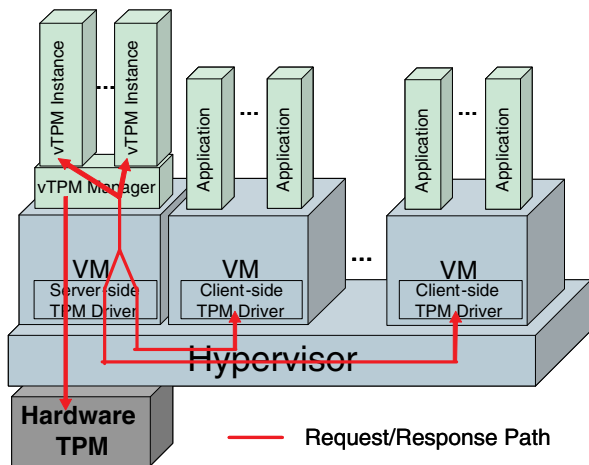 vTPM Instance
...
vTPM Instance
vTPM Manager
Application
...
Application
Application
...
Application
VM
Server-side
TPM Driver
VM
Client-side
TPM Driver
...
VM
Client-side
TPM Driver
Hypervisor
Hardware
TPM
Request/Response Path